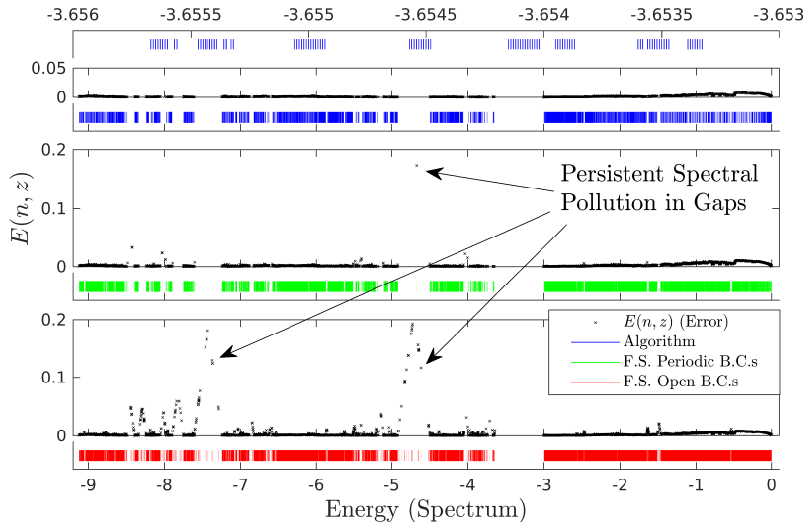 -3.656 -3.6555 -3.655 -3.6545 -3.654 -3.6535 -3.653
0.05
0
0.2
0.1
0
Persistent Spectral
Pollution in Gaps
E(n, z)
0.2
0.1
0
E(n, z) (Error)
Algorithm
F.S. Periodic B.C.s
F.S. Open B.C.s
-9 -8 -7 -6 -5 -4 -3 -2 -1 0
Energy (Spectrum)